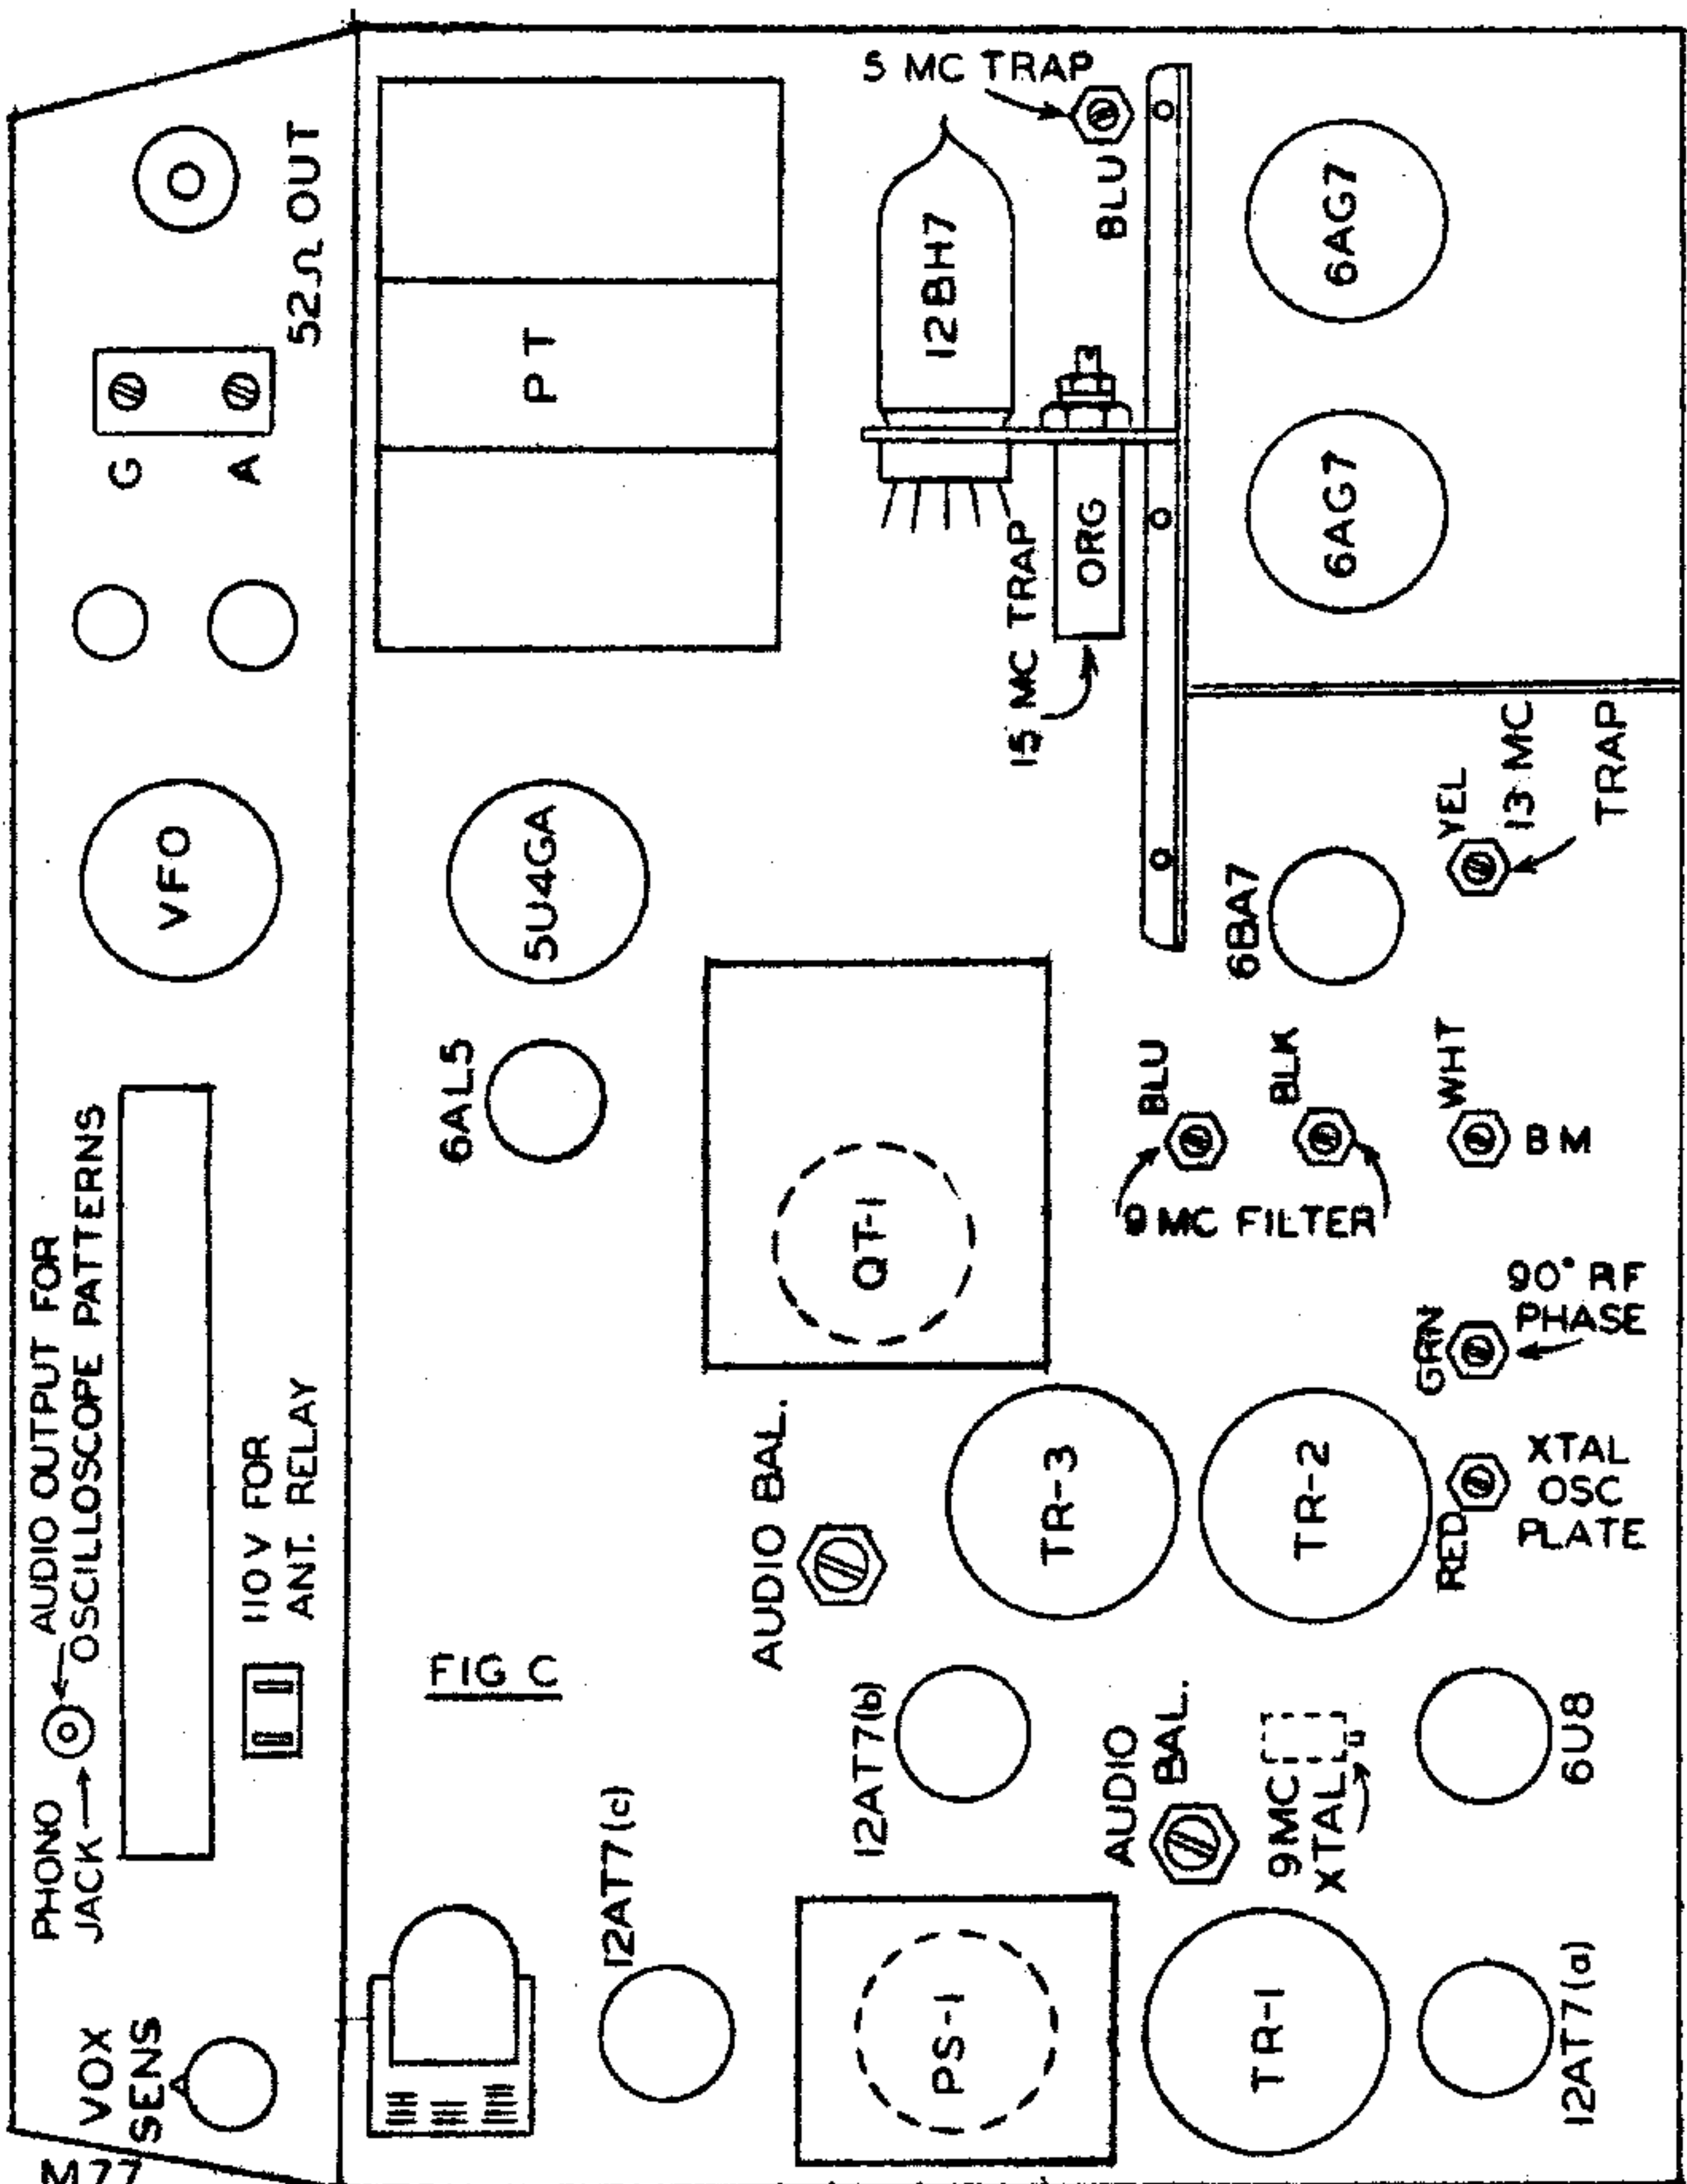 PHONO
JACK
AUDIO OUTPUT FOR
OSCILLOSCOPE PATTERNS
VOX
SENS
110V FOR
ANT. RELAY
VFO
G
A
52Ω OUT
FIG C
6AL5
5U4GA
P T
12AT7(c)
AUDIO BAL.
QT-1
12AT7(b)
PS-1
TR-3
12BH7
5 MC TRAP
BLU
15 MC TRAP
ORG
AUDIO
BAL.
9MC
XTAL
TR-1
TR-2
BLU
BLK
9 MC FILTER
6BA7
6AG7
6AG7
12AT7(a)
6U8
RED
XTAL
OSC
PLATE
GRN
90° RF
PHASE
WHT
BM
YEL
13 MC
TRAP
M77